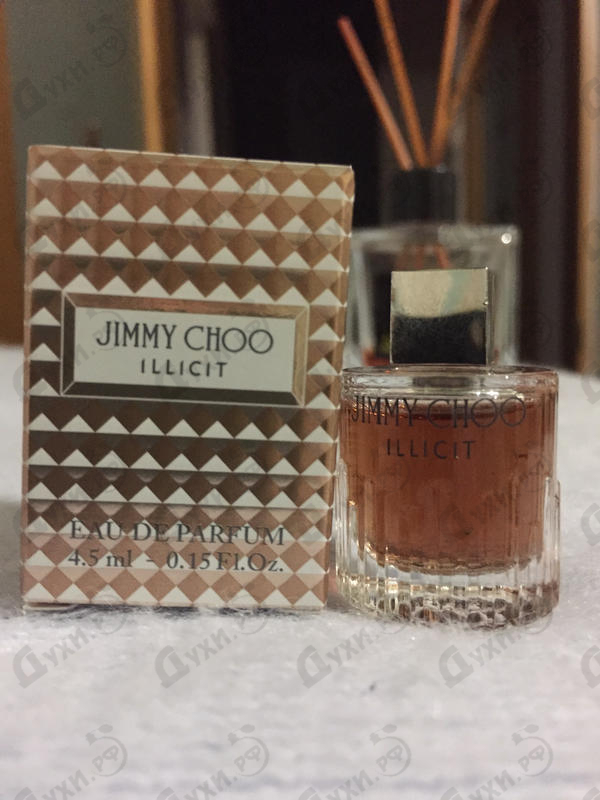 JIMMY CHOO
ILLICIT
EAU DE PARFUM
4.5 ml - 0.15 Fl.Oz.
JIMMY CHOO
ILLICIT
Духи.рф